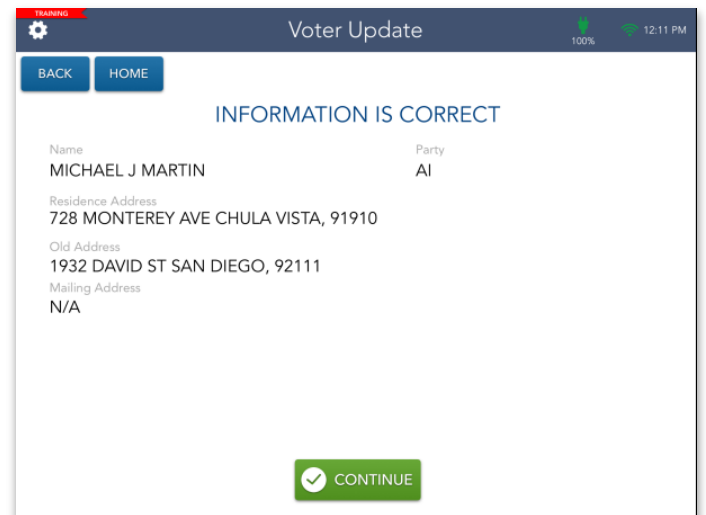 TRAINING
Voter Update
100%
12:11 PM
BACK
HOME
INFORMATION IS CORRECT
Name
Party
MICHAEL J MARTIN
AI
Residence Address
728 MONTEREY AVE CHULA VISTA, 91910
Old Address
1932 DAVID ST SAN DIEGO, 92111
Mailing Address
N/A
CONTINUE